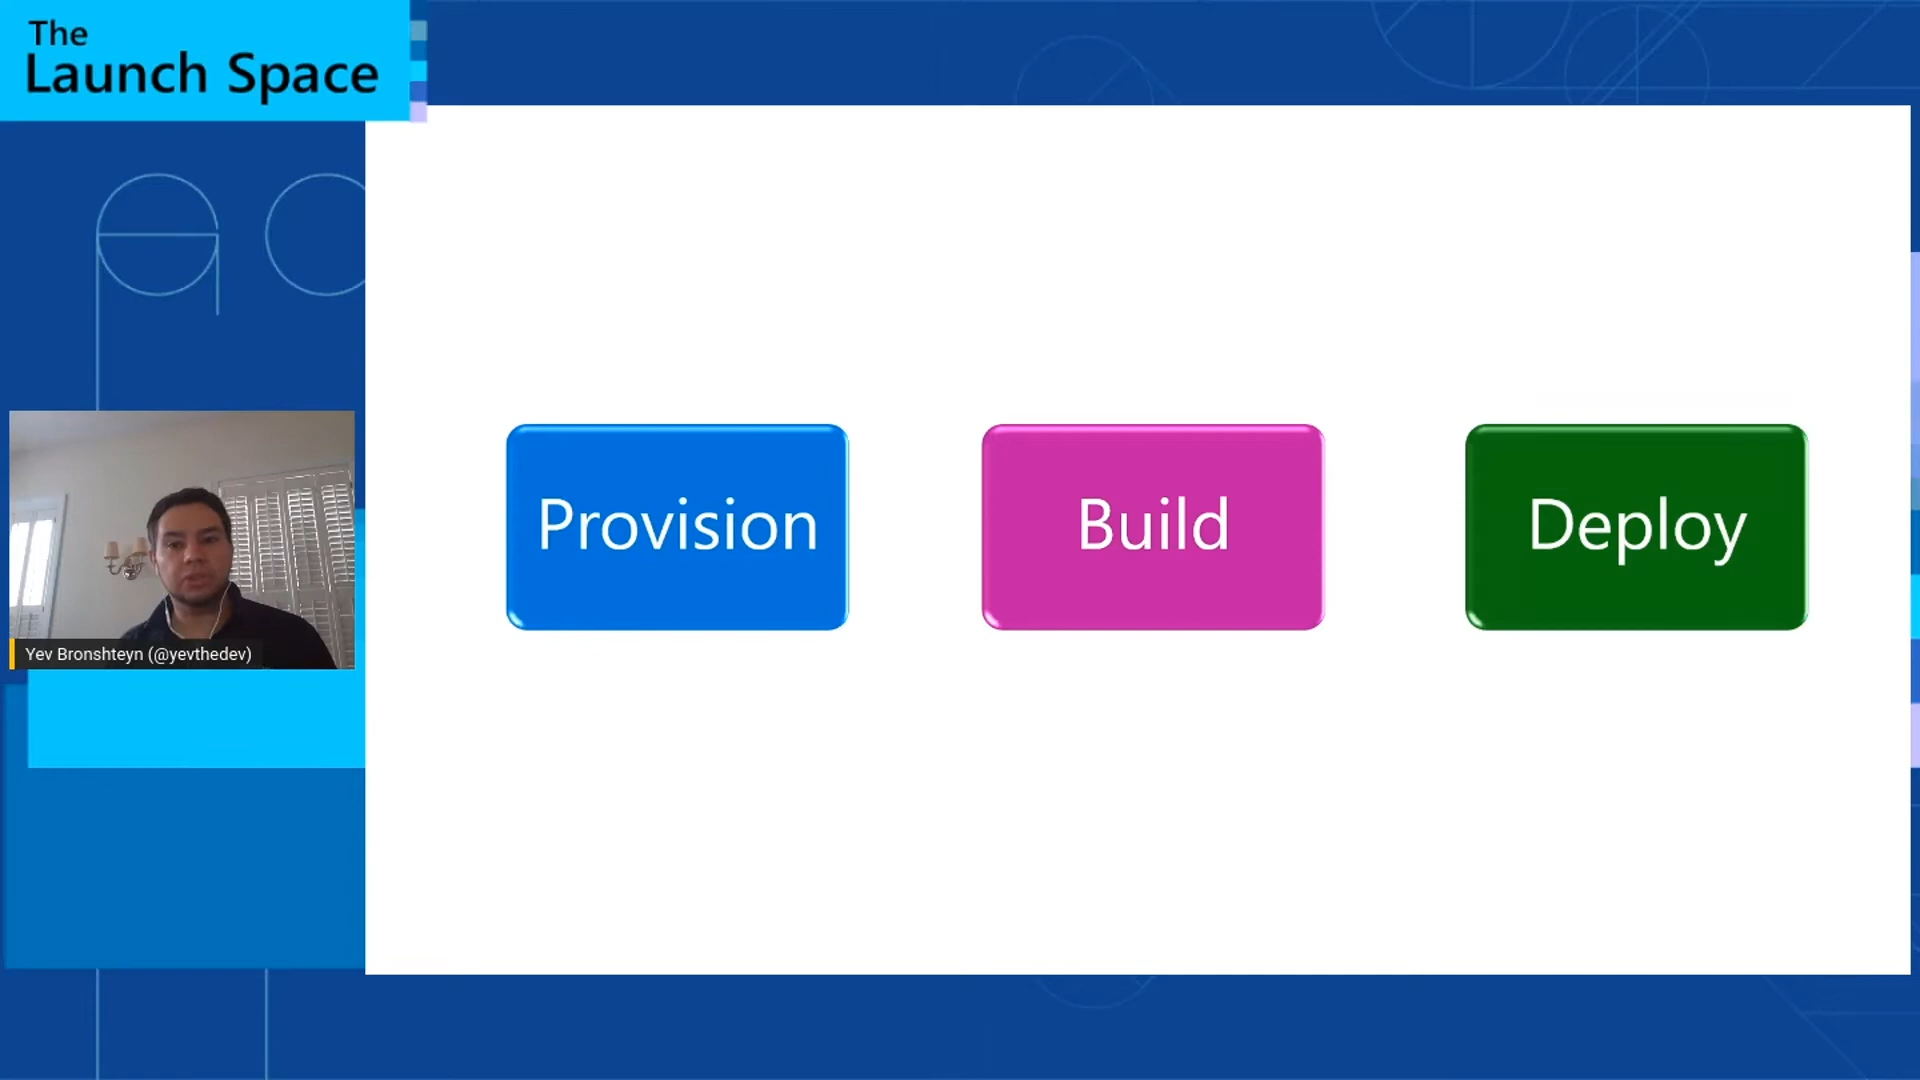 The
Launch Space
Provision
Build
Deploy
Yev Bronshteyn (@yevthedev)